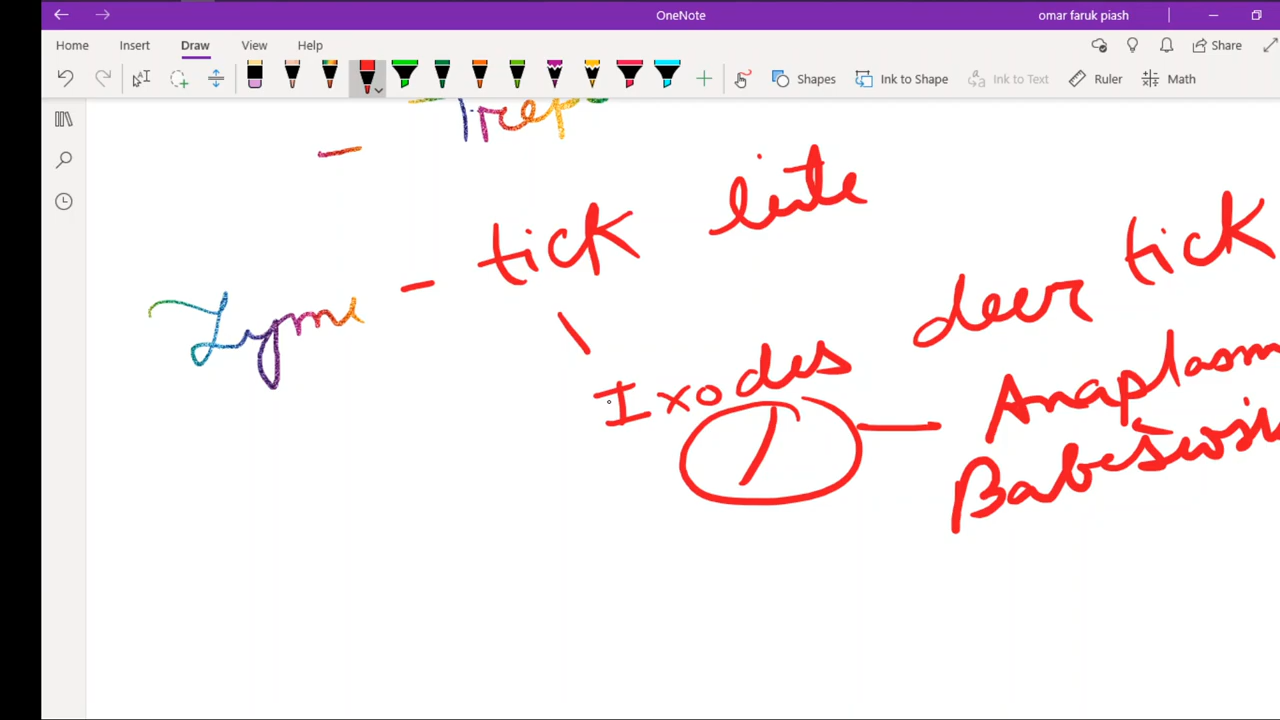 OneNote
omar faruk piash
Home Insert Draw View Help
Share
Shapes
Ink to Shape
Ink to Text
Ruler
Math
Trep
- tick bite
Lyme
Ixodes
deer tick
Anaplasm
Babesiosi